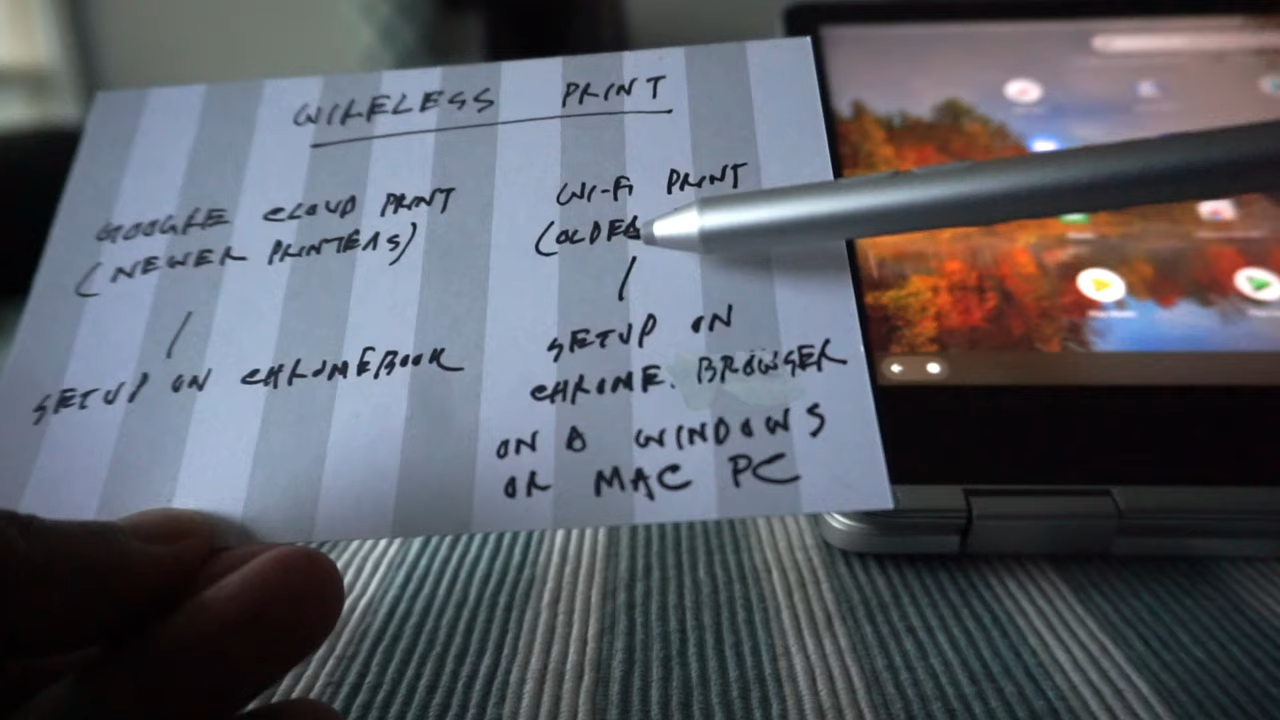 WIRELESS PRINT
GOOGLE CLOUD PRINT
(NEWER PRINTERS)
SETUP ON CHROMEBOOK
WI-FI PRINT
SETUP ON
CHROME BROWSER
ON A WINDOWS
OR MAC PC